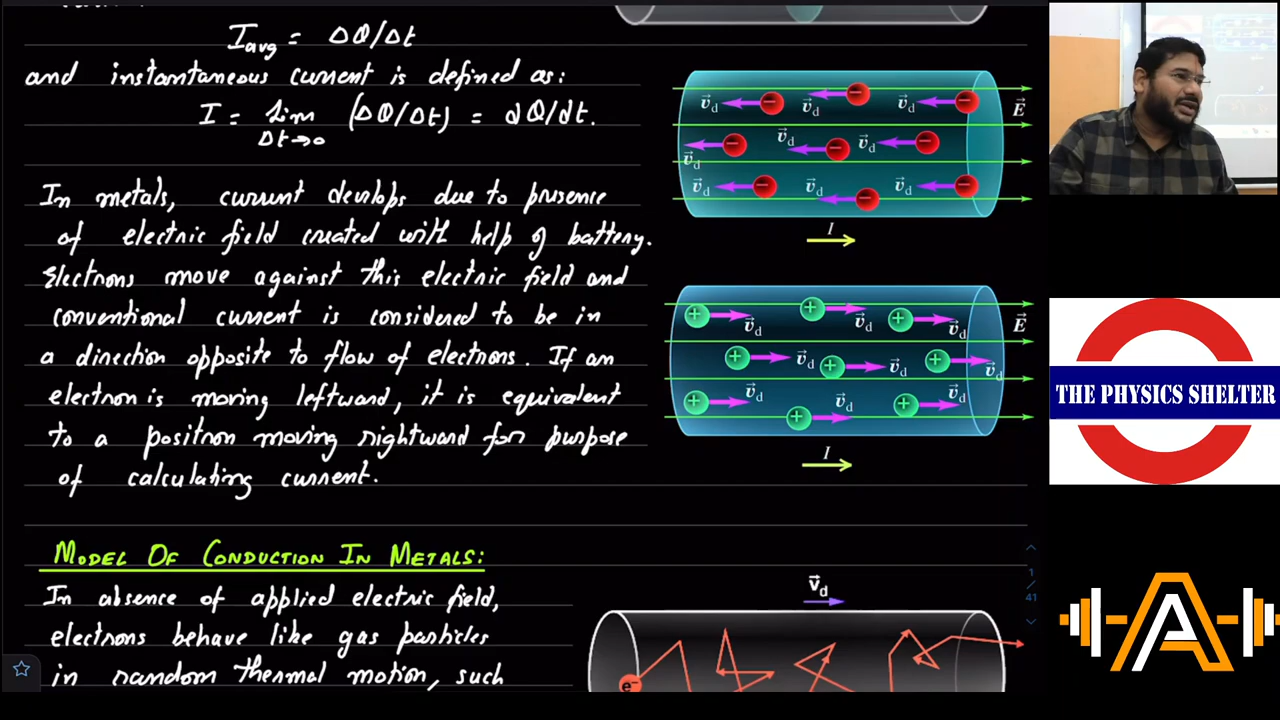 I avg = ΔQ/Δt
and instantaneous current is defined as:
I = lim (ΔQ/Δt) = dQ/dt.
Δt→0
In metals, current develops due to presence
of electric field created with help of battery.
Electrons move against this electric field and
conventional current is considered to be in
a direction opposite to flow of electrons. If an
electron is moving leftward, it is equivalent
to a positron moving rightward for purpose
of calculating current.
MODEL OF CONDUCTION IN METALS:
In absence of applied electric field,
electrons behave like gas particles
in random thermal motion, such
v⃗d v⃗d v⃗d E⃗
v⃗d v⃗d v⃗d
v⃗d v⃗d v⃗d
I
v⃗d v⃗d v⃗d E⃗
v⃗d v⃗d v⃗d
v⃗d v⃗d v⃗d
I
v⃗d
e−
1
/
41
THE PHYSICS SHELTER
A